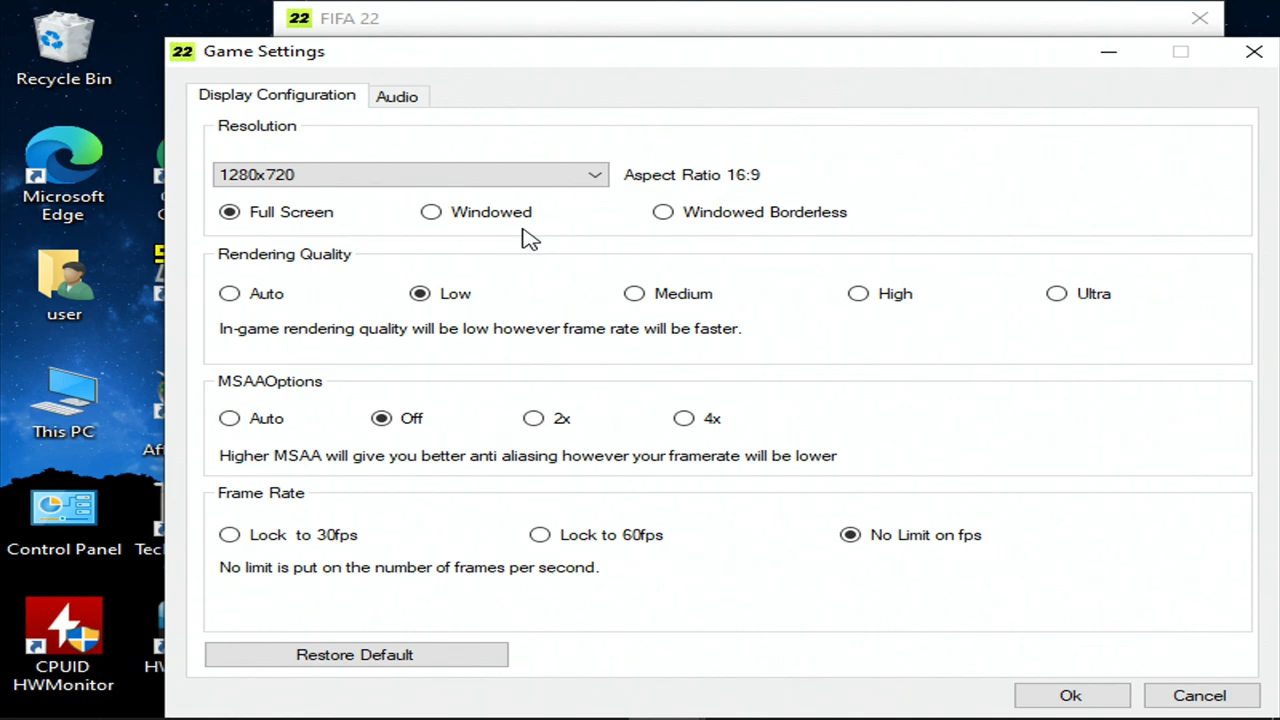 22 FIFA 22
22 Game Settings
Recycle Bin
Microsoft
Edge
user
This PC
Control Panel
CPUID
HWMonitor
Af
Tec
HW
Display Configuration
Audio
Resolution
1280x720
Aspect Ratio 16:9
Full Screen
Windowed
Windowed Borderless
Rendering Quality
Auto
Low
Medium
High
Ultra
In-game rendering quality will be low however frame rate will be faster.
MSAAOptions
Auto
Off
2x
4x
Higher MSAA will give you better anti aliasing however your framerate will be lower
Frame Rate
Lock to 30fps
Lock to 60fps
No Limit on fps
No limit is put on the number of frames per second.
Restore Default
Ok
Cancel